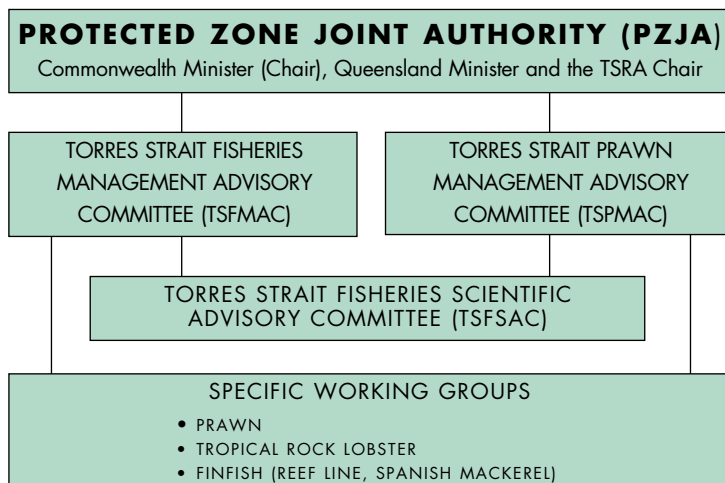 PROTECTED ZONE JOINT AUTHORITY (PZJA)
Commonwealth Minister (Chair), Queensland Minister and the TSRA Chair
TORRES STRAIT FISHERIES
MANAGEMENT ADVISORY
COMMITTEE (TSFMAC)
TORRES STRAIT PRAWN
MANAGEMENT ADVISORY
COMMITTEE (TSPMAC)
TORRES STRAIT FISHERIES SCIENTIFIC
ADVISORY COMMITTEE (TSFSAC)
SPECIFIC WORKING GROUPS
• PRAWN
• TROPICAL ROCK LOBSTER
• FINFISH (REEF LINE, SPANISH MACKEREL)